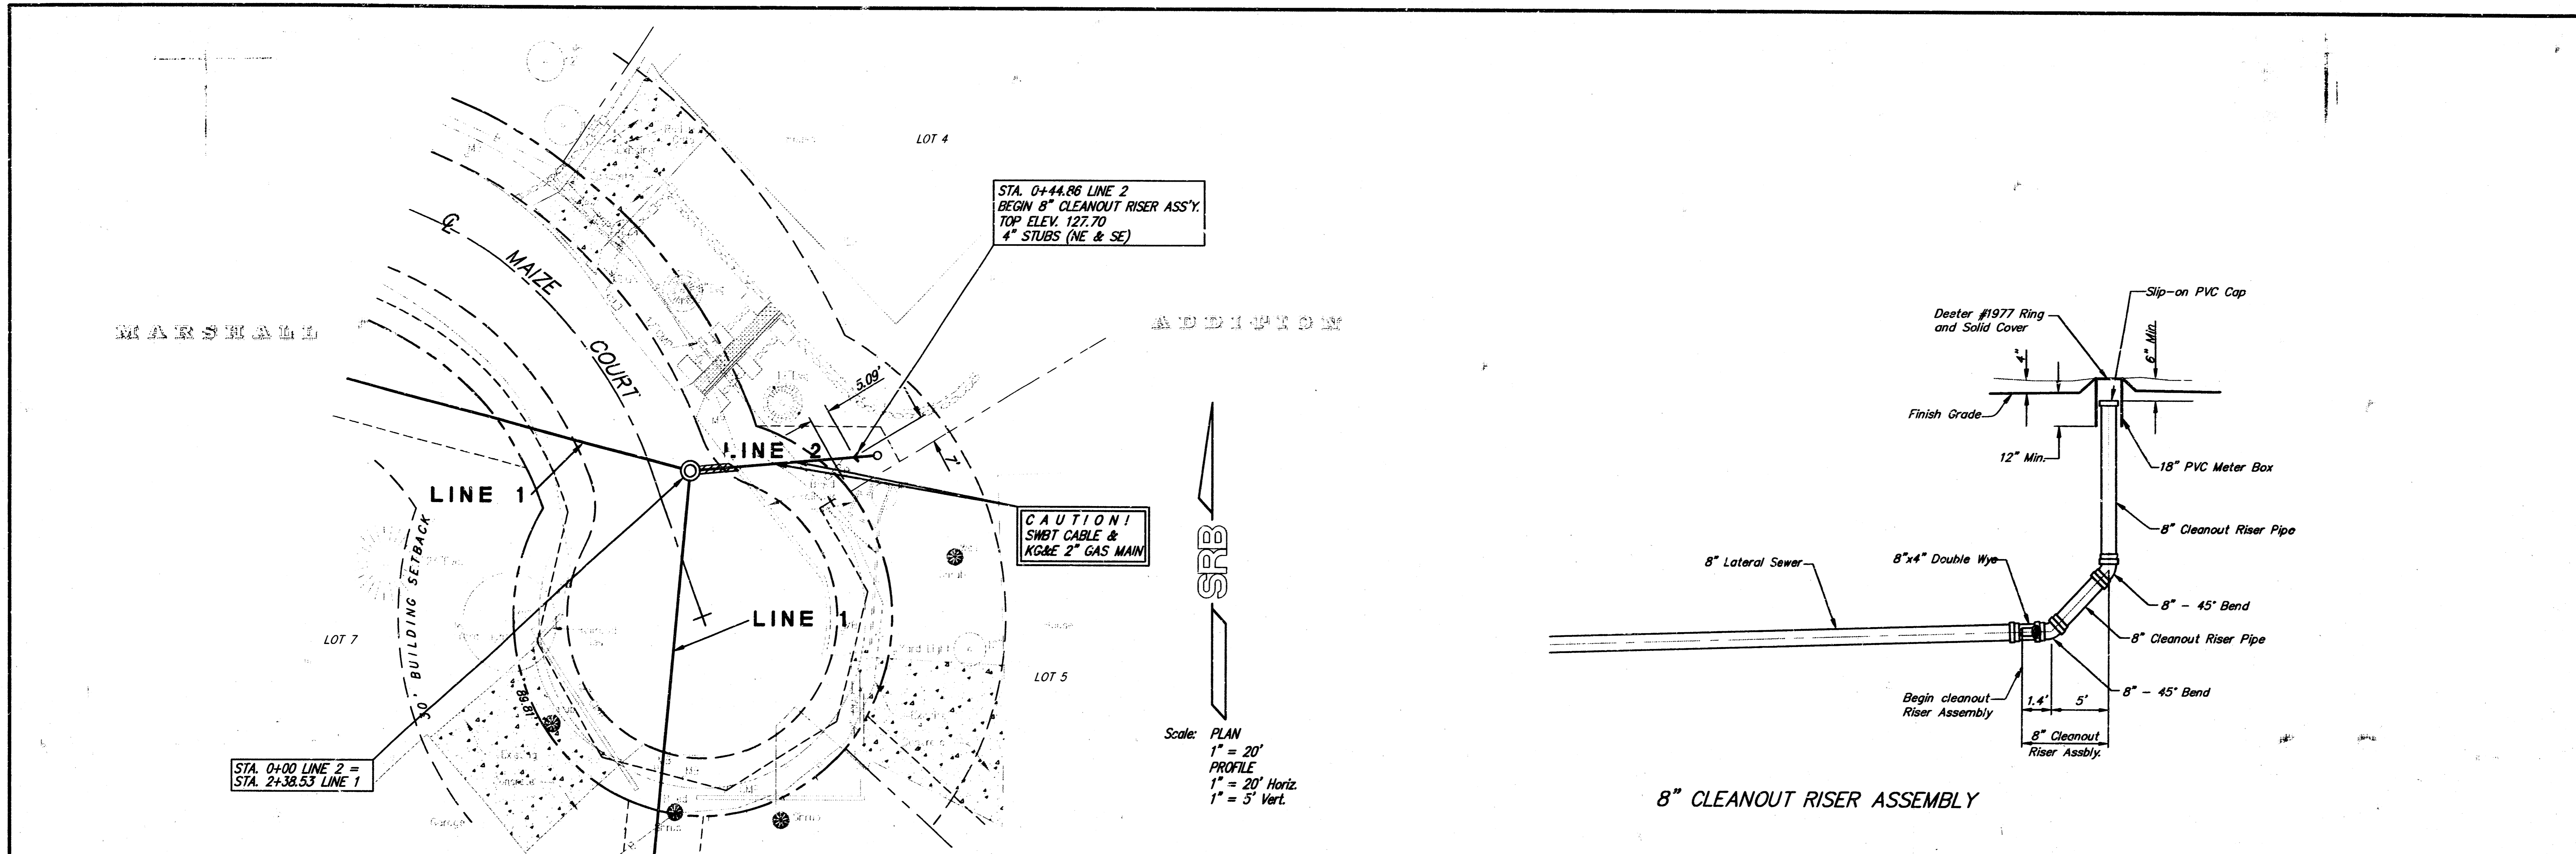 LOT 4
STA. 0+44.86 LINE 2
BEGIN 8" CLEANOUT RISER ASS'Y.
TOP ELEV. 127.70
4" STUBS (NE & SE)
℄
MAIZE
COURT
MARSHALL
ADDITION
5.09'
7'
LINE 2
LINE 1
CAUTION!
SWBT CABLE &
KG&E 2" GAS MAIN
30' BUILDING SETBACK
LINE 1
LOT 7
LOT 5
89.81'
STA. 0+00 LINE 2 =
STA. 2+38.53 LINE 1
Garage
SRB
Scale: PLAN
1" = 20'
PROFILE
1" = 20' Horiz.
1" = 5' Vert.
Slip-on PVC Cap
Deeter #1977 Ring
and Solid Cover
4"
6" Min
Finish Grade
12" Min.
18" PVC Meter Box
8" Cleanout Riser Pipe
8" Lateral Sewer
8"x4" Double Wye
8" - 45° Bend
8" Cleanout Riser Pipe
8" - 45° Bend
Begin cleanout
Riser Assembly
1.4'
5'
8" Cleanout
Riser Assbly.
8" CLEANOUT RISER ASSEMBLY